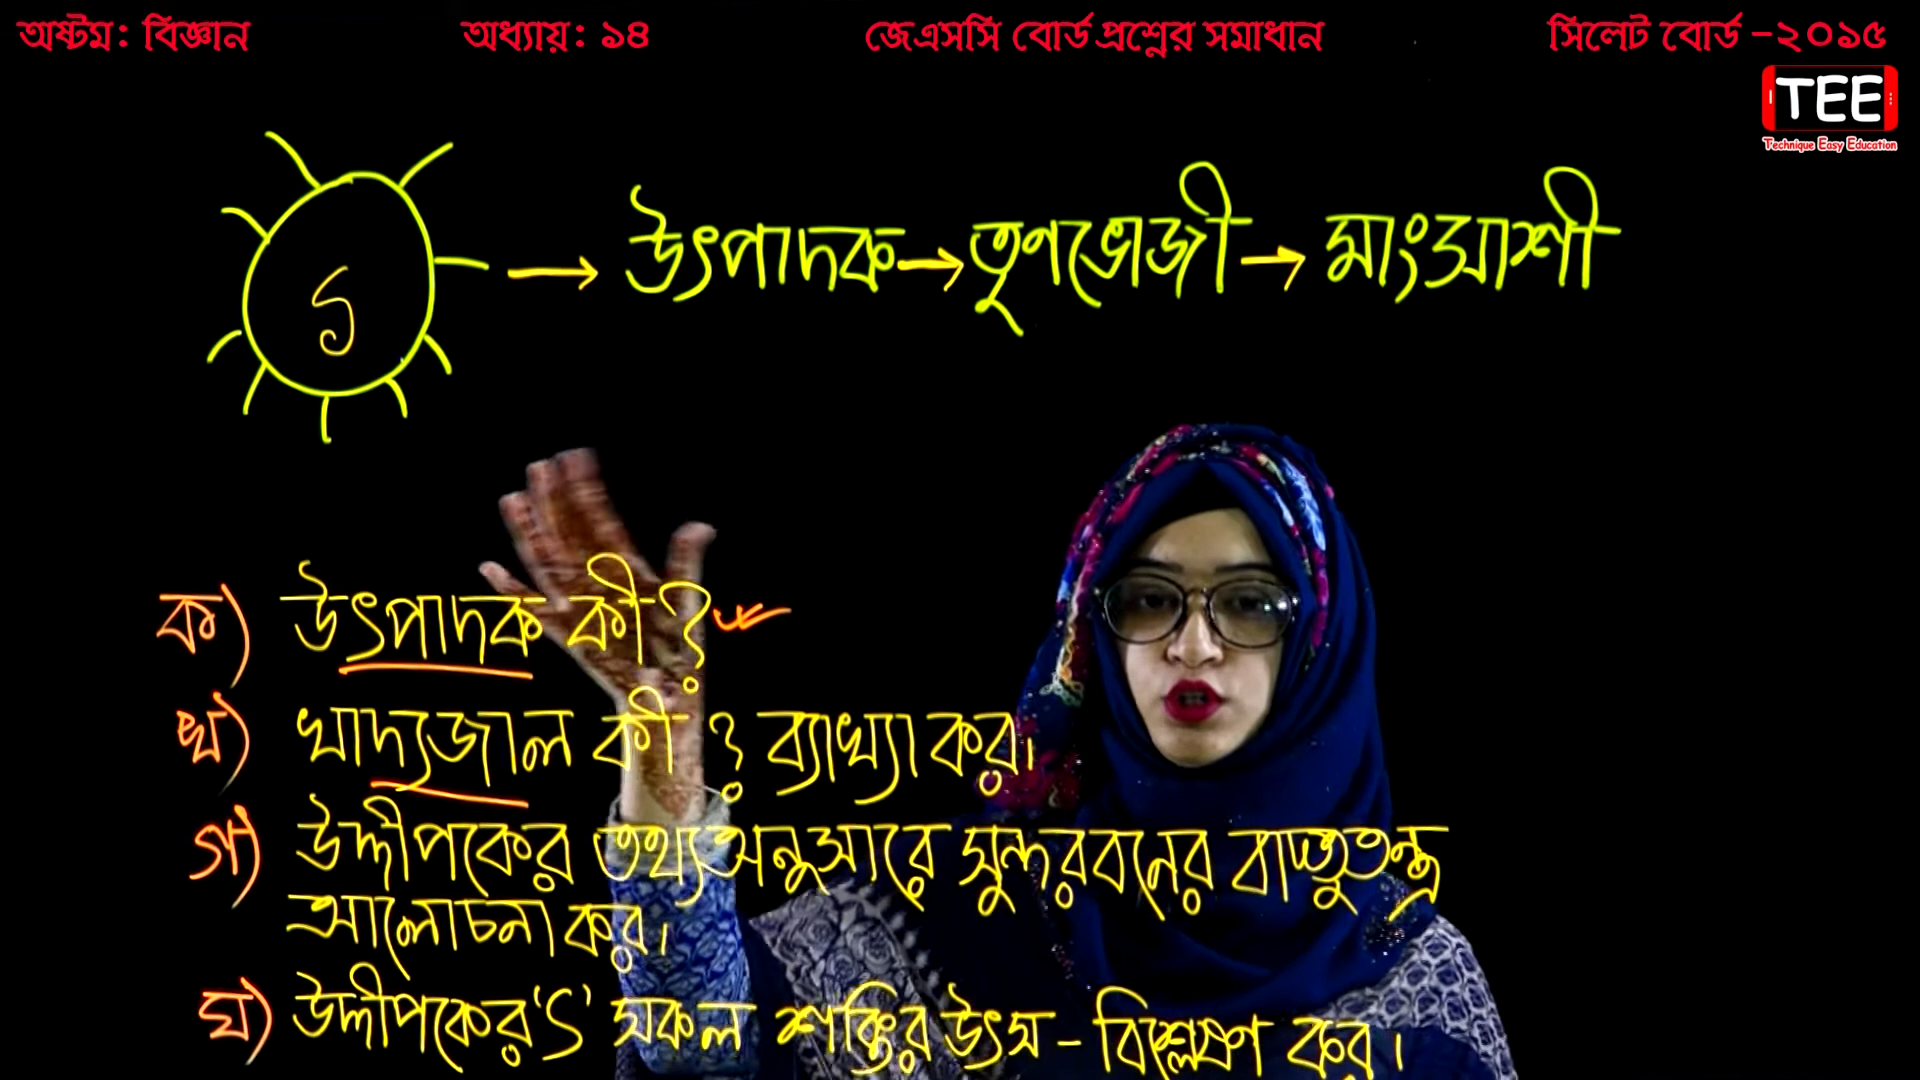 অষ্টম: বিজ্ঞান অধ্যায়: ১৪ জেএসসি বোর্ড প্রশ্নের সমাধান সিলেট বোর্ড -২০১৫
TEE
Technique Easy Education
S → উৎপাদক → তৃণভোজী → মাংসাশী
ক) উৎপাদক কী?
খ) খাদ্যজাল কী? ব্যাখ্যা কর।
গ) উদ্দীপকের তথ্য অনুসারে সুন্দরবনের বাস্তুতন্ত্র
আলোচনা কর।
ঘ) উদ্দীপকের 'S' সকল শক্তির উৎস - বিশ্লেষণ কর।